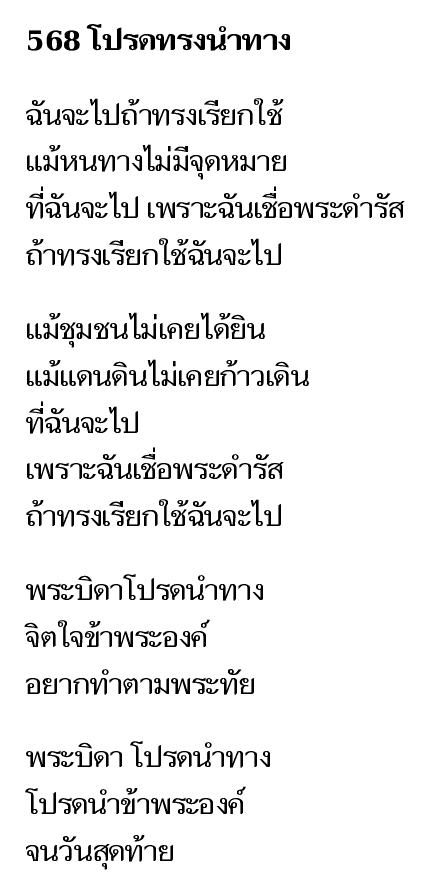 568 โปรดทรงนำทาง
ฉันจะไปถ้าทรงเรียกใช้
แม้หนทางไม่มีจุดหมาย
ที่ฉันจะไป เพราะฉันเชื่อพระดำรัส
ถ้าทรงเรียกใช้ฉันจะไป
แม้ชุมชนไม่เคยได้ยิน
แม้แดนดินไม่เคยก้าวเดิน
ที่ฉันจะไป
เพราะฉันเชื่อพระดำรัส
ถ้าทรงเรียกใช้ฉันจะไป
พระบิดาโปรดนำทาง
จิตใจข้าพระองค์
อยากทำตามพระทัย
พระบิดา โปรดนำทาง
โปรดนำข้าพระองค์
จนวันสุดท้าย